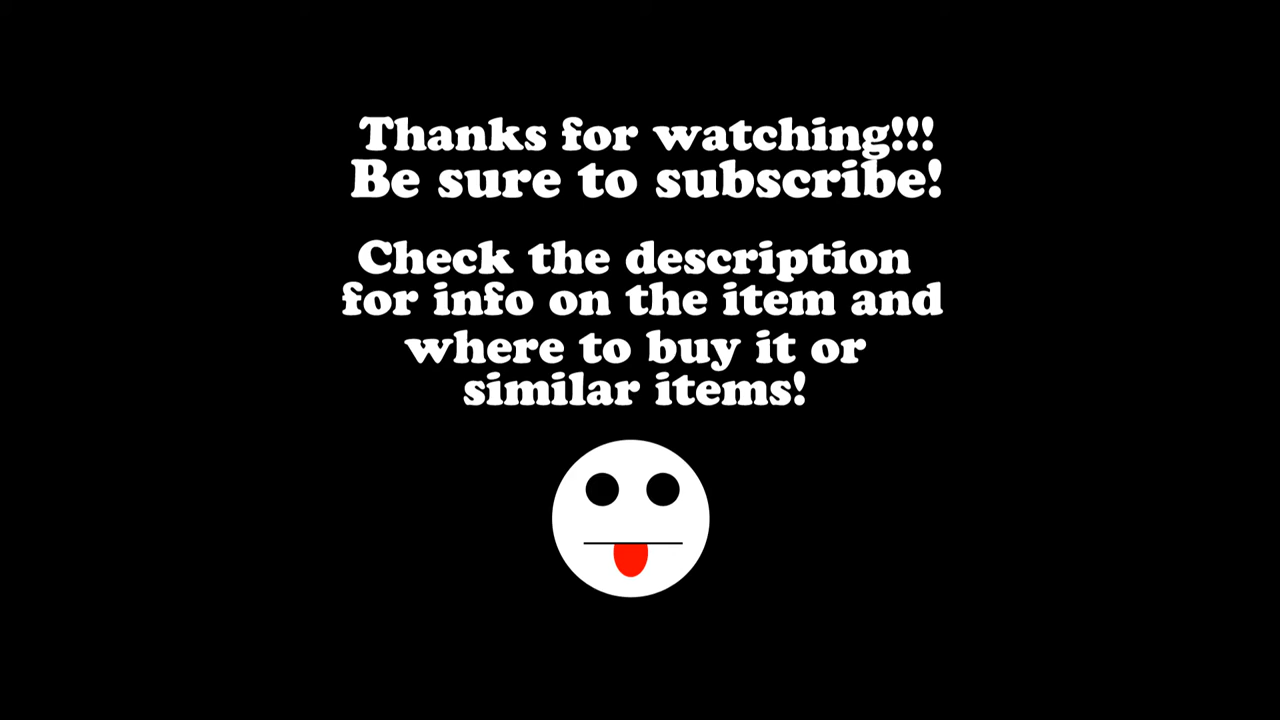 Thanks for watching!!!
Be sure to subscribe!
Check the description
for info on the item and
where to buy it or
similar items!